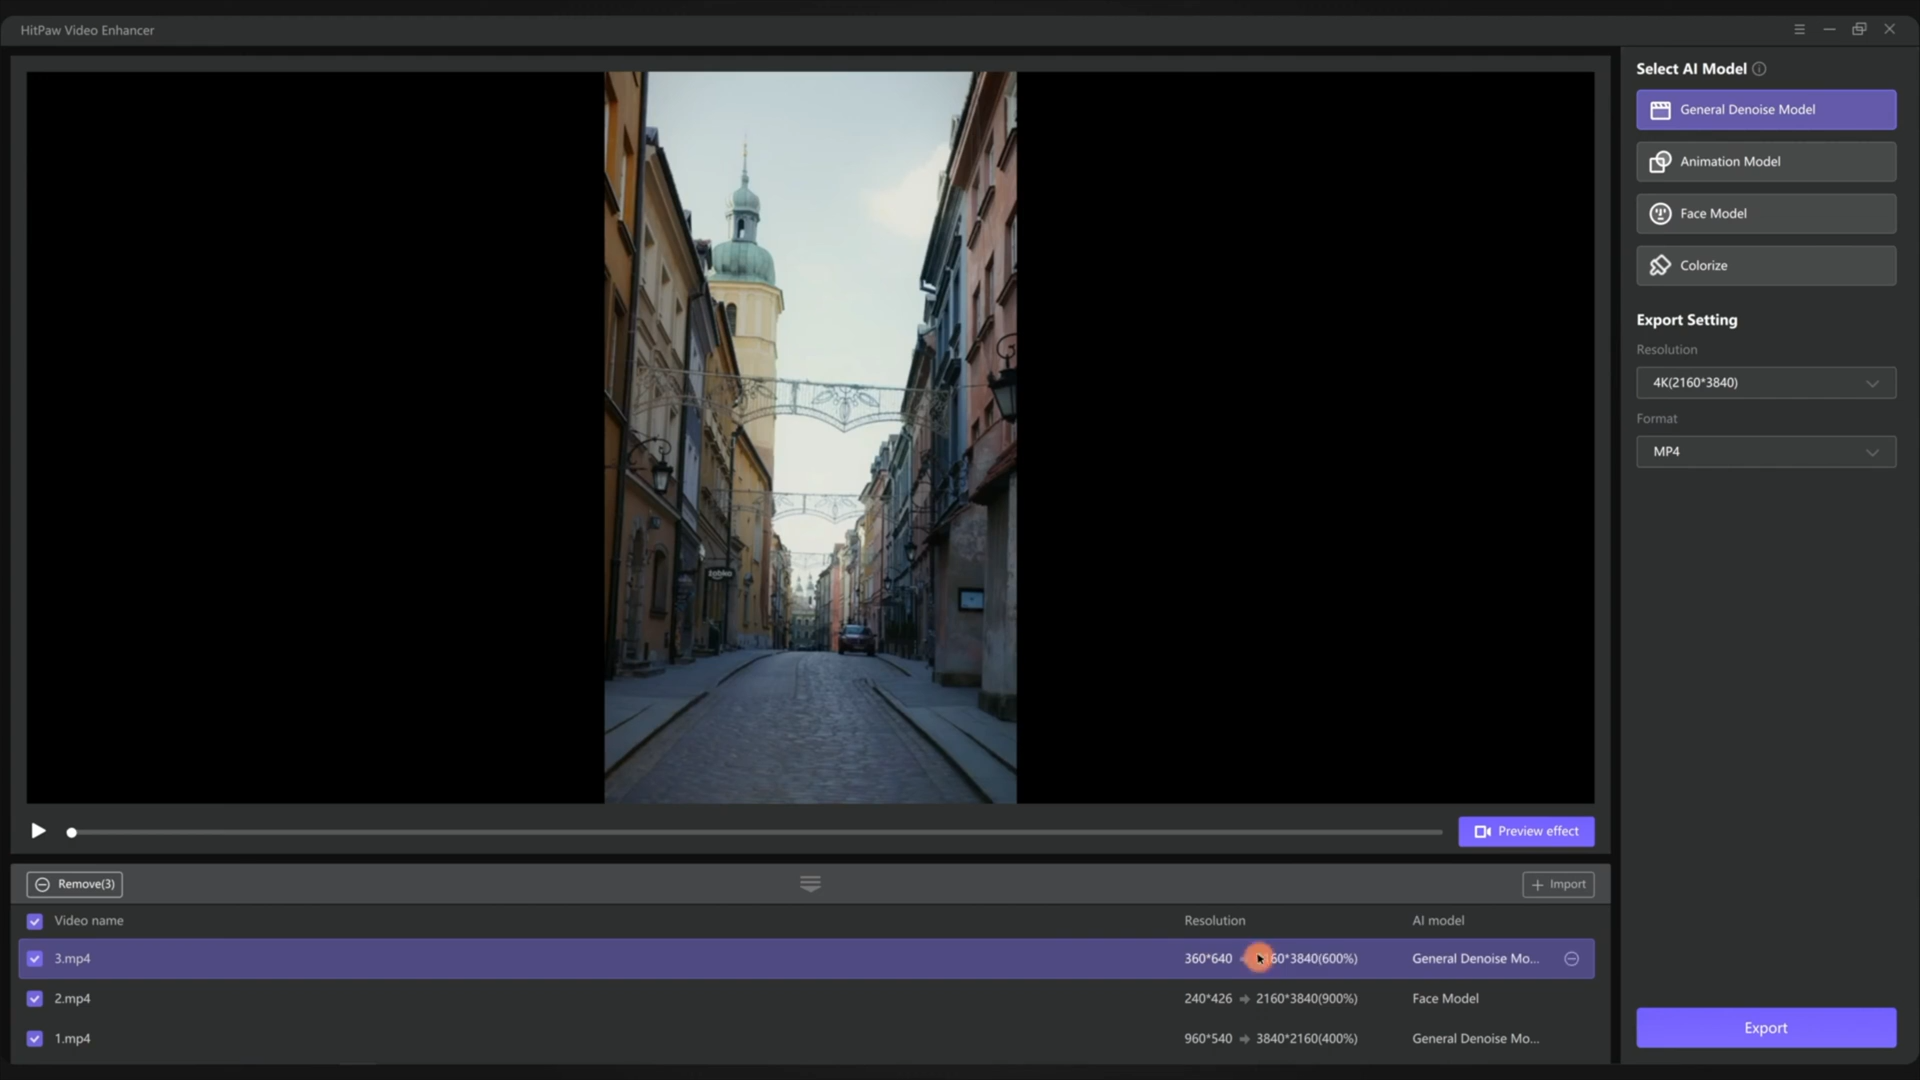 HitPaw Video Enhancer
Select AI Model
General Denoise Model
Animation Model
Face Model
Colorize
Export Setting
Resolution
4K(2160*3840)
Format
MP4
Preview effect
Remove(3)
Import
Video name Resolution AI model
3.mp4 360*640 60*3840(600%) General Denoise Mo...
2.mp4 240*426 2160*3840(900%) Face Model
1.mp4 960*540 3840*2160(400%) General Denoise Mo...
Export